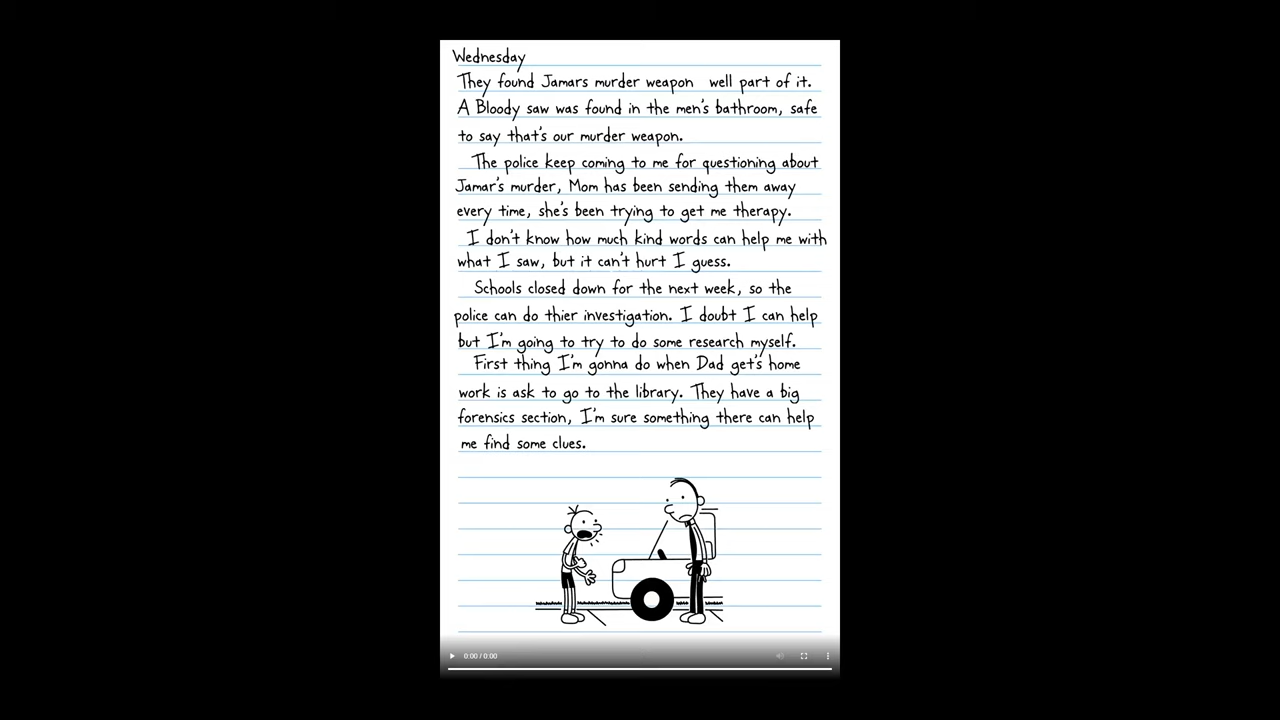 Wednesday
They found Jamars murder weapon well part of it.
A Bloody saw was found in the men's bathroom, safe
to say that's our murder weapon.
The police keep coming to me for questioning about
Jamar's murder, Mom has been sending them away
every time, she's been trying to get me therapy.
I don't know how much kind words can help me with
what I saw, but it can't hurt I guess.
Schools closed down for the next week, so the
police can do thier investigation. I doubt I can help
but I'm going to try to do some research myself.
First thing I'm gonna do when Dad get's home
work is ask to go to the library. They have a big
forensics section, I'm sure something there can help
me find some clues.
0:00 / 0:00